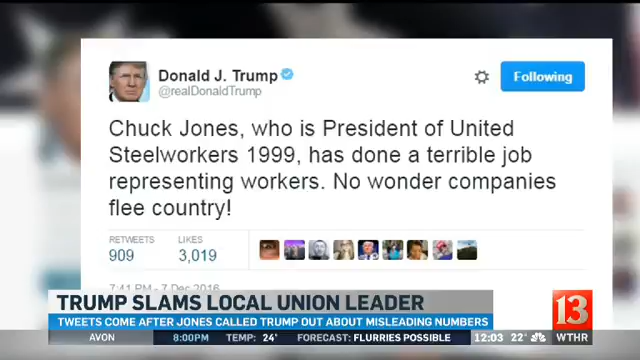 Donald J. Trump
@realDonaldTrump
Following
Chuck Jones, who is President of United
Steelworkers 1999, has done a terrible job
representing workers. No wonder companies
flee country!
RETWEETS LIKES
909 3,019
7:41 PM - 7 Dec 2016
TRUMP SLAMS LOCAL UNION LEADER
TWEETS COME AFTER JONES CALLED TRUMP OUT ABOUT MISLEADING NUMBERS
13
AVON 8:00PM TEMP: 24° FORECAST: FLURRIES POSSIBLE 12:03 22° WTHR